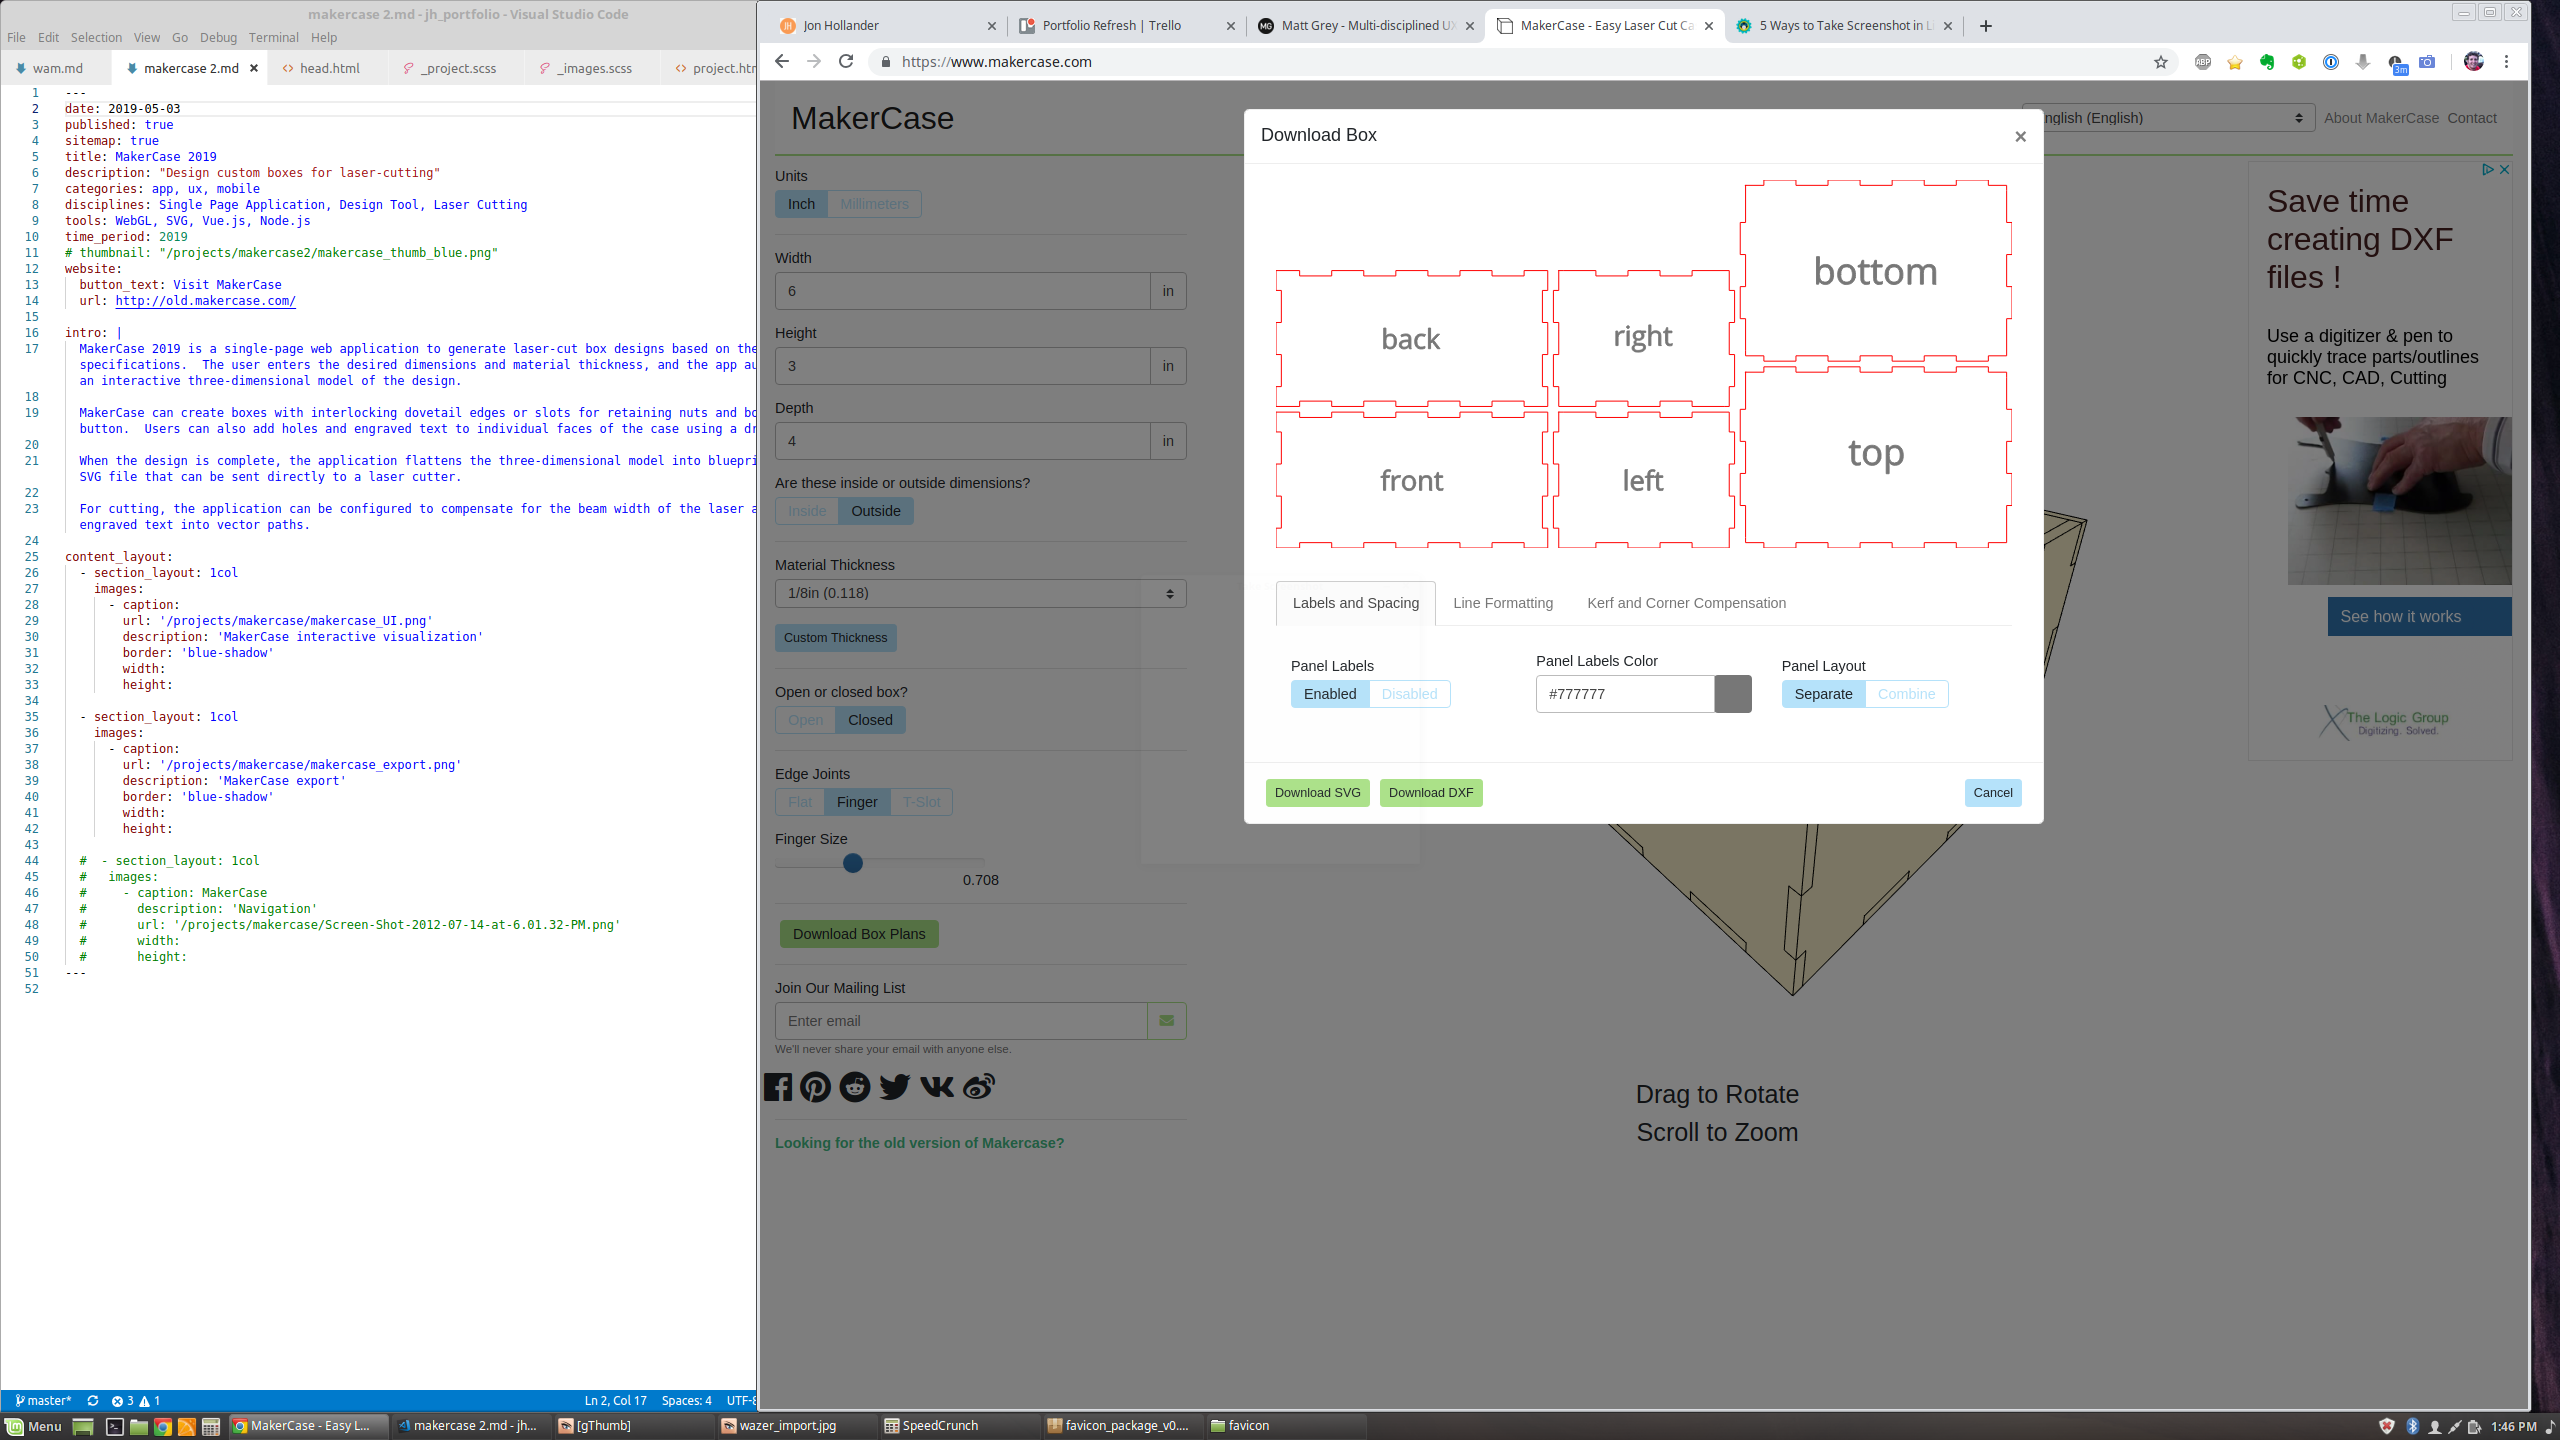 makercase 2.md - jh_portfolio - Visual Studio Code
File Edit Selection View Go Debug Terminal Help
wam.md makercase 2.md head.html _project.scss _images.scss
1 ---
2 date: 2019-05-03
3 published: true
4 sitemap: true
5 title: MakerCase 2019
6 description: "Design custom boxes for laser-cutting"
7 categories: app, ux, mobile
8 disciplines: Single Page Application, Design Tool, Laser Cutting
9 tools: WebGL, SVG, Vue.js, Node.js
10 time_period: 2019
11 # thumbnail: "/projects/makercase2/makercase_thumb_blue.png"
12 website:
13 button_text: Visit MakerCase
14 url: http://old.makercase.com/
15
16 intro: |
17 MakerCase 2019 is a single-page web application to generate laser-cut box designs based on the
specifications. The user enters the desired dimensions and material thickness, and the app au
an interactive three-dimensional model of the design.
18
19 MakerCase can create boxes with interlocking dovetail edges or slots for retaining nuts and bo
button. Users can also add holes and engraved text to individual faces of the case using a dr
20
21 When the design is complete, the application flattens the three-dimensional model into bluepri
SVG file that can be sent directly to a laser cutter.
22
23 For cutting, the application can be configured to compensate for the beam width of the laser a
engraved text into vector paths.
24
25 content_layout:
26 - section_layout: 1col
27 images:
28 - caption:
29 url: '/projects/makercase/makercase_UI.png'
30 description: 'MakerCase interactive visualization'
31 border: 'blue-shadow'
32 width:
33 height:
34
35 - section_layout: 1col
36 images:
37 - caption:
38 url: '/projects/makercase/makercase_export.png'
39 description: 'MakerCase export'
40 border: 'blue-shadow'
41 width:
42 height:
43
44 # - section_layout: 1col
45 # images:
46 # - caption: MakerCase
47 # description: 'Navigation'
48 # url: '/projects/makercase/Screen-Shot-2012-07-14-at-6.01.32-PM.png'
49 # width:
50 # height:
51 ---
52
master* 3 1 Ln 2, Col 17 Spaces: 4 UTF-8
Jon Hollander Portfolio Refresh | Trello Matt Grey - Multi-disciplined UX MakerCase - Easy Laser Cut Ca 5 Ways to Take Screenshot in Li
https://www.makercase.com
ABP 3m
MakerCase
nglish (English) About MakerCase Contact
Units
Inch Millimeters
Width
6 in
Height
3 in
Depth
4 in
Are these inside or outside dimensions?
Inside Outside
Material Thickness
1/8in (0.118)
Custom Thickness
Open or closed box?
Open Closed
Edge Joints
Flat Finger T-Slot
Finger Size
0.708
Download Box Plans
Join Our Mailing List
Enter email
We'll never share your email with anyone else.
Looking for the old version of Makercase?
Download Box ×
back right bottom
front left top
Labels and Spacing Line Formatting Kerf and Corner Compensation
Panel Labels Panel Labels Color Panel Layout
Enabled Disabled #777777 Separate Combine
Download SVG Download DXF Cancel
Drag to Rotate
Scroll to Zoom
Save time
creating DXF
files !
Use a digitizer & pen to
quickly trace parts/outlines
for CNC, CAD, Cutting
See how it works
The Logic Group
Digitizing. Solved.
Menu MakerCase - Easy L... makercase 2.md - jh... [gThumb] wazer_import.jpg SpeedCrunch favicon_package_v0.... favicon 1:46 PM